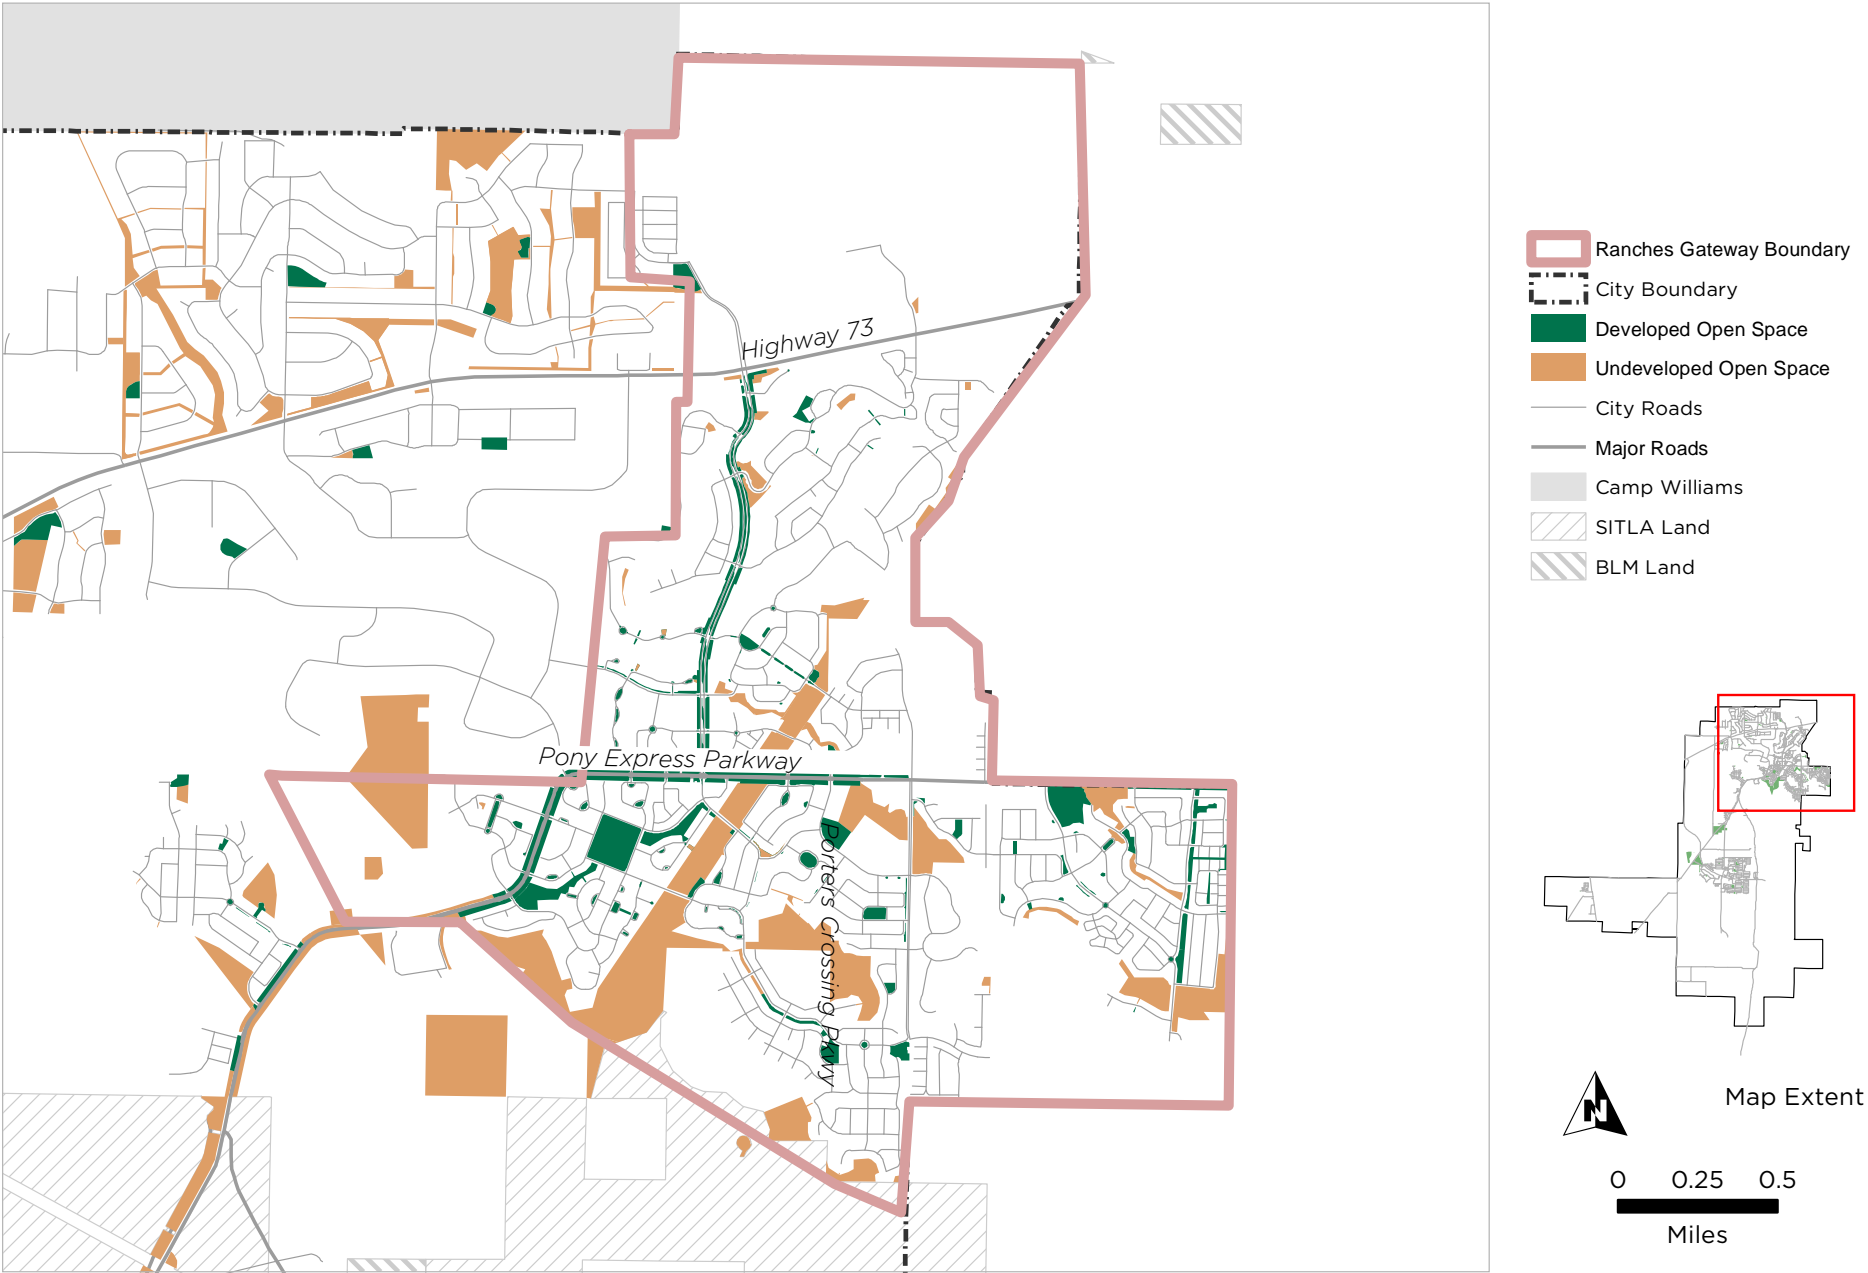 Highway 73
Pony Express Parkway
Porters Crossing Pkwy
Ranches Gateway Boundary
City Boundary
Developed Open Space
Undeveloped Open Space
City Roads
Major Roads
Camp Williams
SITLA Land
BLM Land
N
Map Extent
0 0.25 0.5
Miles